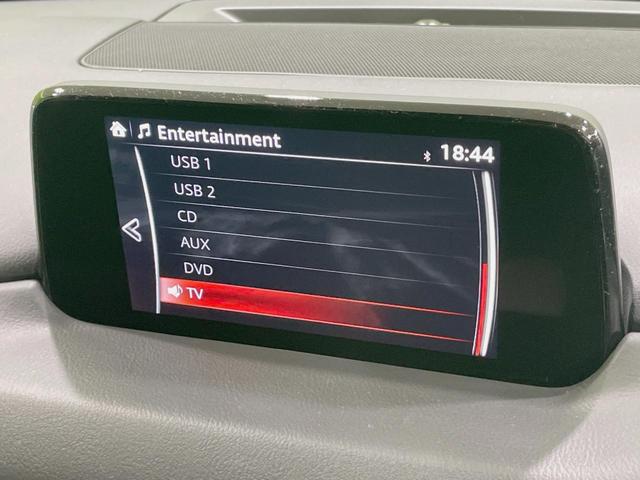 Entertainment
18:44
USB 1
USB 2
CD
AUX
DVD
TV